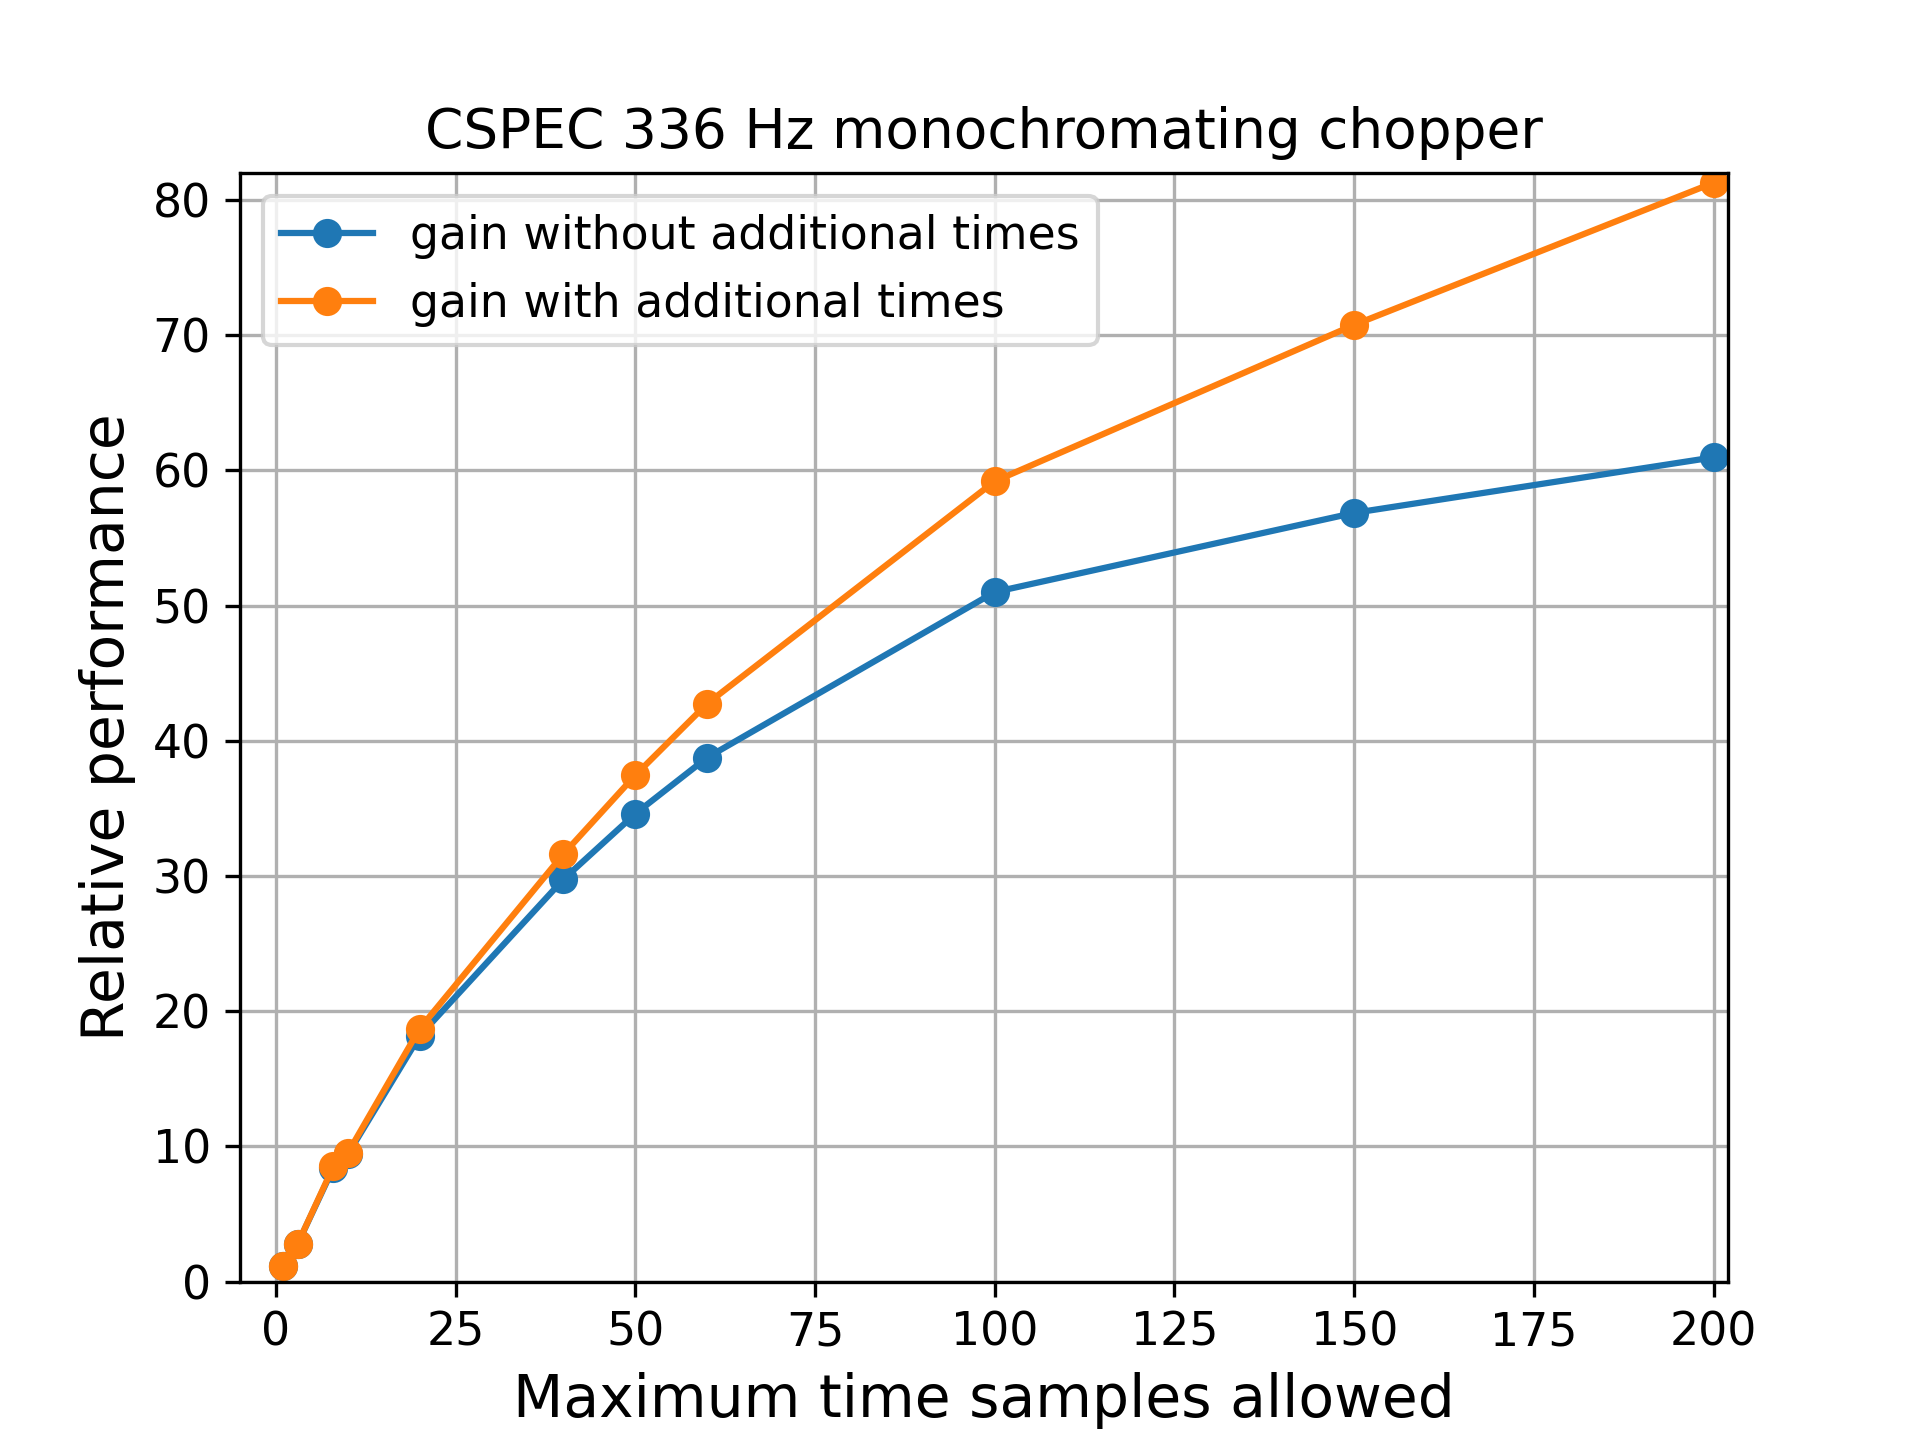 CSPEC 336 Hz monochromating chopper
gain without additional times
gain with additional times
Relative performance
80
70
60
50
40
30
20
10
0
0 25 50 75 100 125 150 175 200
Maximum time samples allowed